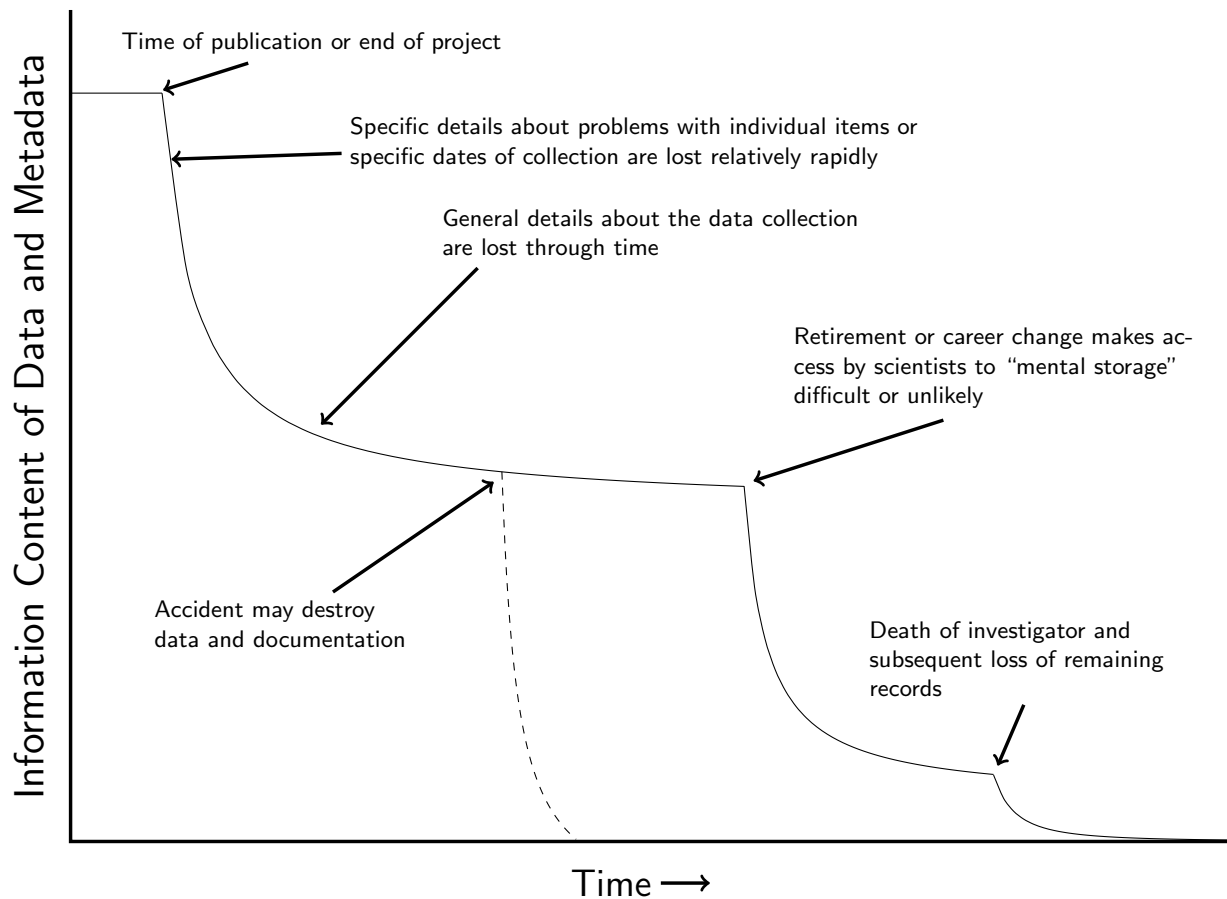 Time of publication or end of project
Specific details about problems with individual items or
specific dates of collection are lost relatively rapidly
General details about the data collection
are lost through time
Retirement or career change makes ac-
cess by scientists to “mental storage”
difficult or unlikely
Accident may destroy
data and documentation
Death of investigator and
subsequent loss of remaining
records
Information Content of Data and Metadata
Time